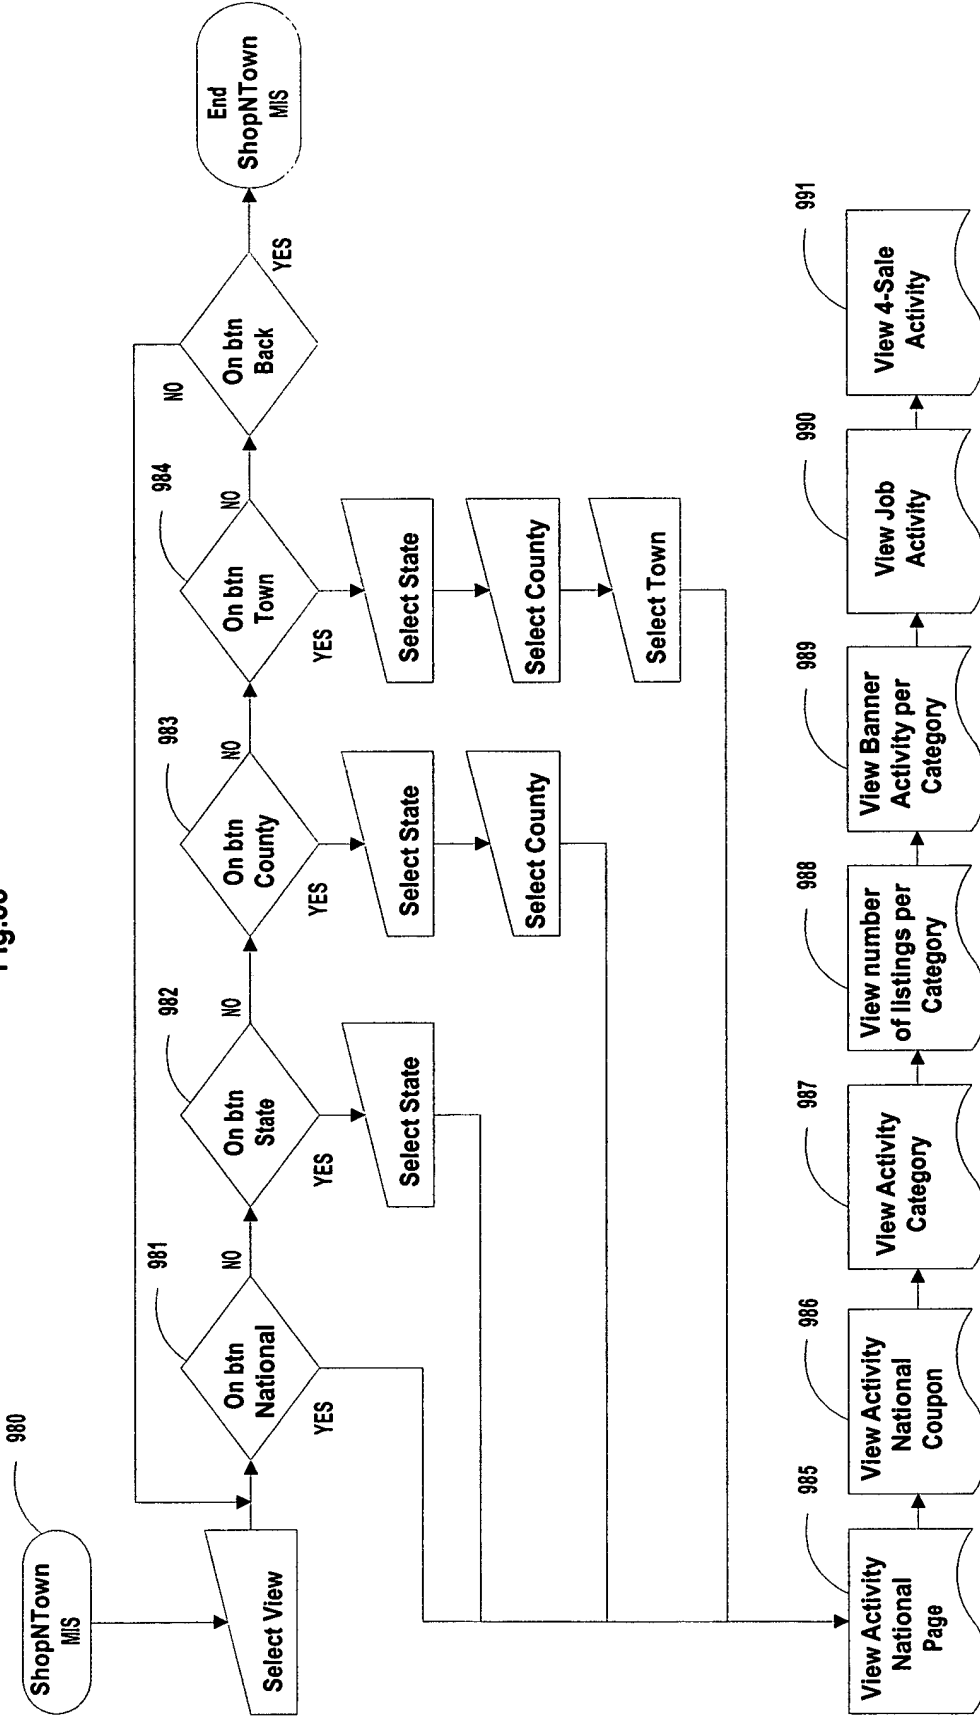 ShopNTown
MIS
980
Select View
On btn
National
981
YES
NO
On btn
State
982
YES
NO
Select State
On btn
County
983
YES
NO
Select State
Select County
On btn
Town
984
YES
NO
Select State
Select County
Select Town
On btn
Back
NO
YES
End
ShopNTown
MIS
View Activity
National
Page
985
View Activity
National
Coupon
986
View Activity
Category
987
View number
of listings per
Category
988
View Banner
Activity per
Category
989
View Job
Activity
990
View 4-Sale
Activity
991